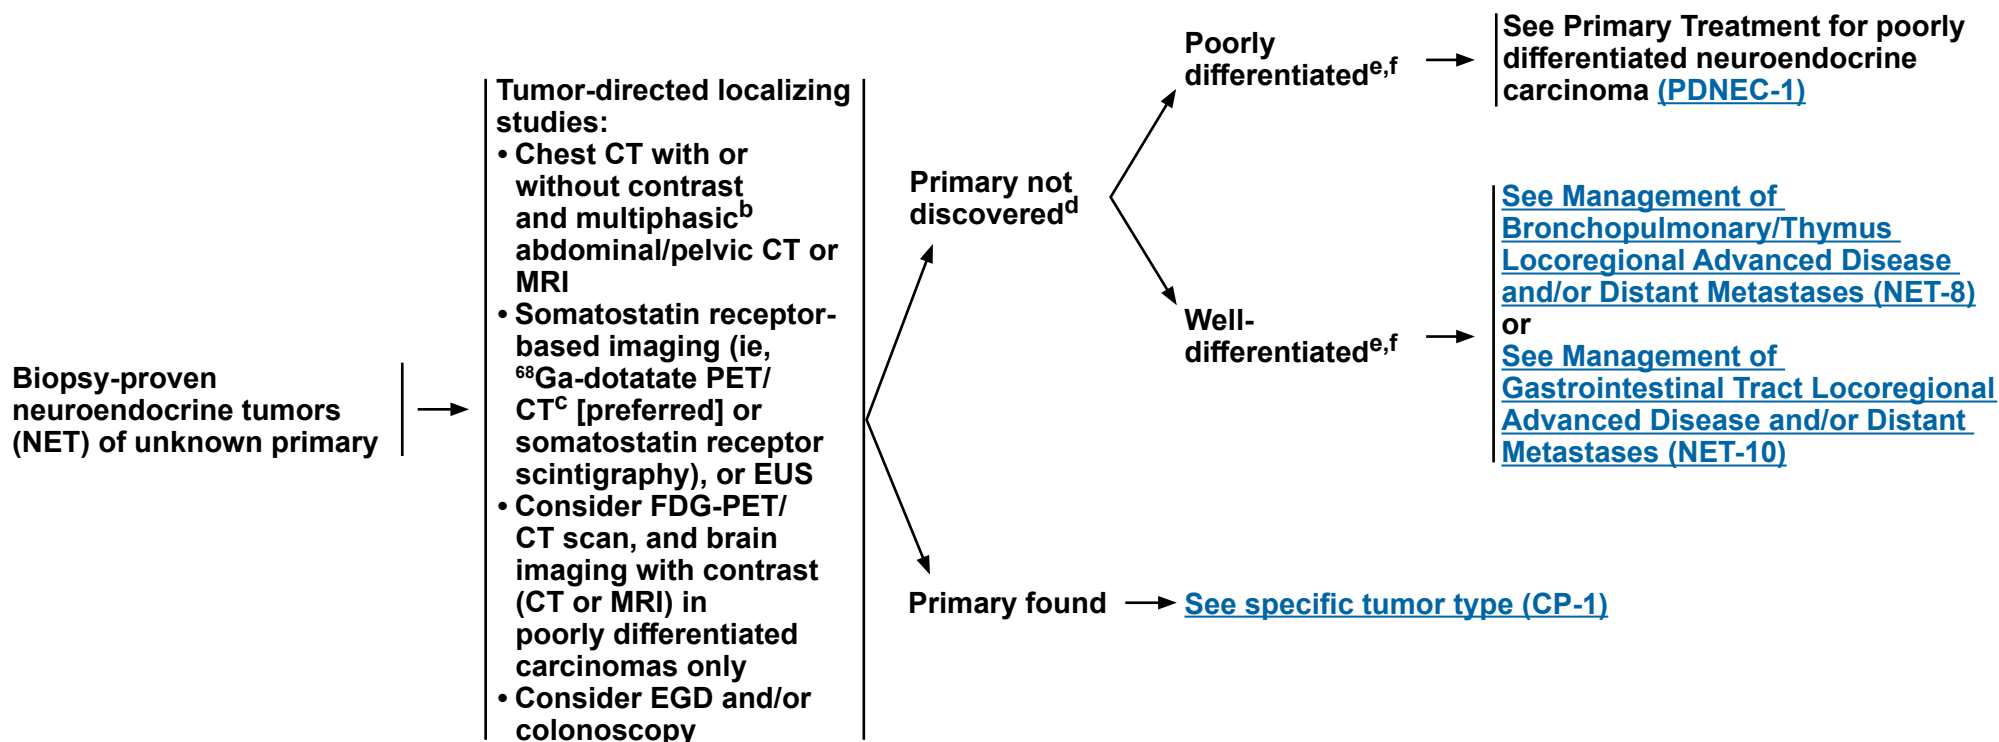 Biopsy-proven
neuroendocrine tumors
(NET) of unknown primary
Tumor-directed localizing
studies:
• Chest CT with or
without contrast
and multiphasicᵇ
abdominal/pelvic CT or
MRI
• Somatostatin receptor-
based imaging (ie,
⁶⁸Ga-dotatate PET/
CTᶜ [preferred] or
somatostatin receptor
scintigraphy), or EUS
• Consider FDG-PET/
CT scan, and brain
imaging with contrast
(CT or MRI) in
poorly differentiated
carcinomas only
• Consider EGD and/or
colonoscopy
Primary not
discoveredᵈ
Poorly
differentiatedᵉ,ᶠ
See Primary Treatment for poorly
differentiated neuroendocrine
carcinoma (PDNEC-1)
Well-
differentiatedᵉ,ᶠ
See Management of
Bronchopulmonary/Thymus
Locoregional Advanced Disease
and/or Distant Metastases (NET-8)
or
See Management of
Gastrointestinal Tract Locoregional
Advanced Disease and/or Distant
Metastases (NET-10)
Primary found
See specific tumor type (CP-1)